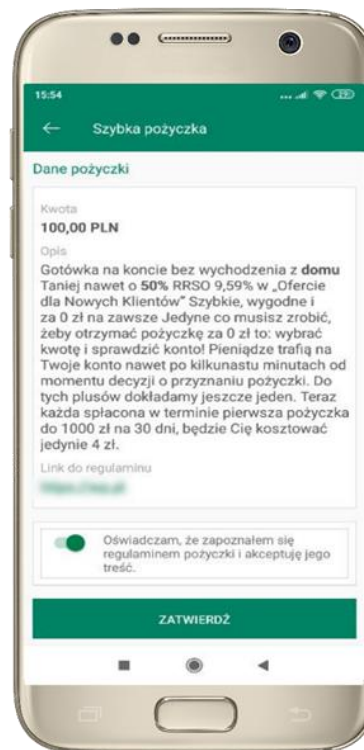 15:54
Szybka pożyczka
Dane pożyczki
Kwota
100,00 PLN
Opis
Gotówka na koncie bez wychodzenia z domu
Taniej nawet o 50% RRSO 9,59% w „Ofercie
dla Nowych Klientów” Szybkie, wygodne i
za 0 zł na zawsze Jedyne co musisz zrobić,
żeby otrzymać pożyczkę za 0 zł to: wybrać
kwotę i sprawdzić konto! Pieniądze trafią na
Twoje konto nawet po kilkunastu minutach od
momentu decyzji o przyznaniu pożyczki. Do
tych plusów dokładamy jeszcze jeden. Teraz
każda spłacona w terminie pierwsza pożyczka
do 1000 zł na 30 dni, będzie Cię kosztować
jedynie 4 zł.
Link do regulaminu
Oświadczam, że zapoznałem się
regulaminem pożyczki i akceptuję jego
treść.
ZATWIERDŹ